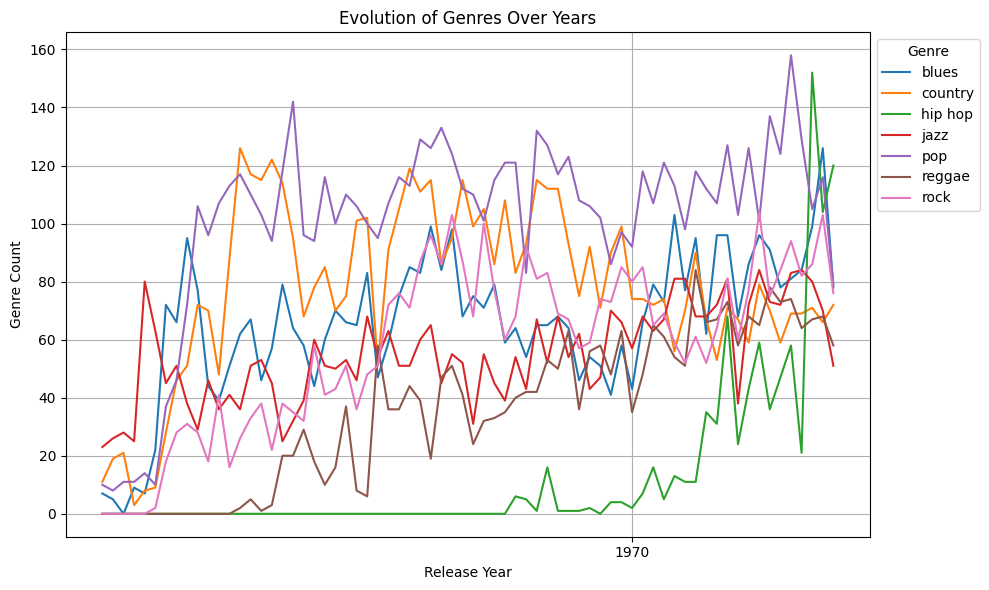 Evolution of Genres Over Years
Genre Count
160
140
120
100
80
60
40
20
0
1970
Release Year
Genre
blues
country
hip hop
jazz
pop
reggae
rock